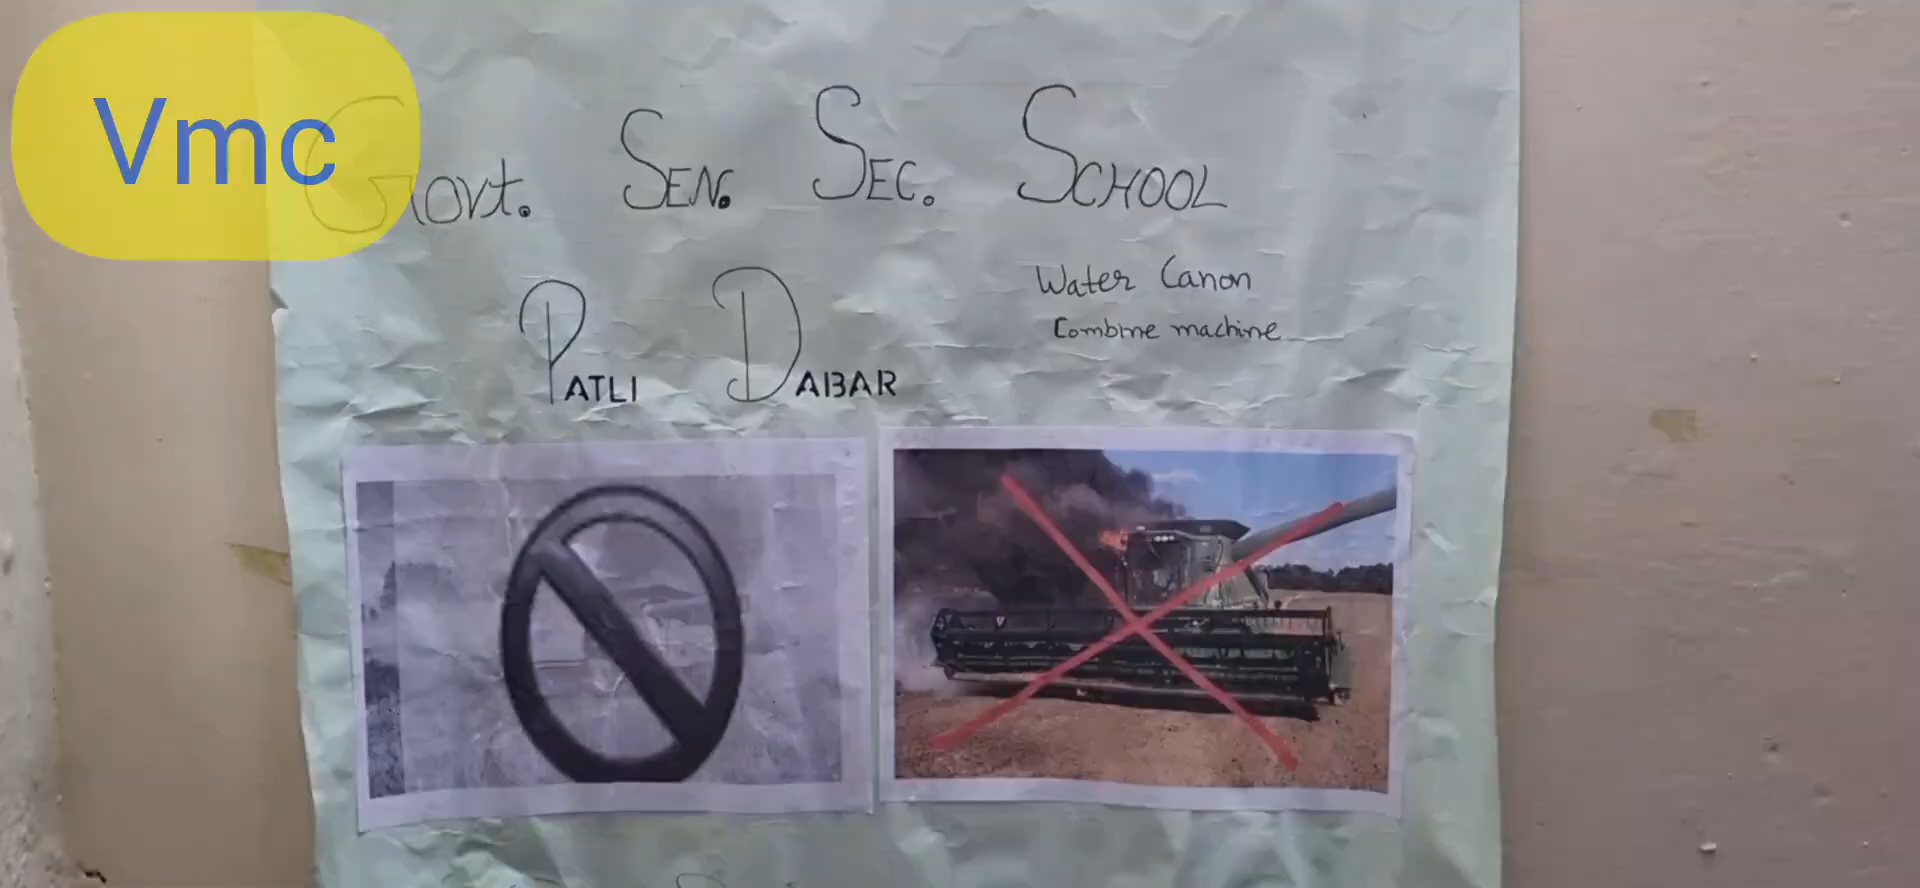 Vmc
Govt. SEN. SEC. SCHOOL
PATLI DABAR
Water Canon
Combine machine